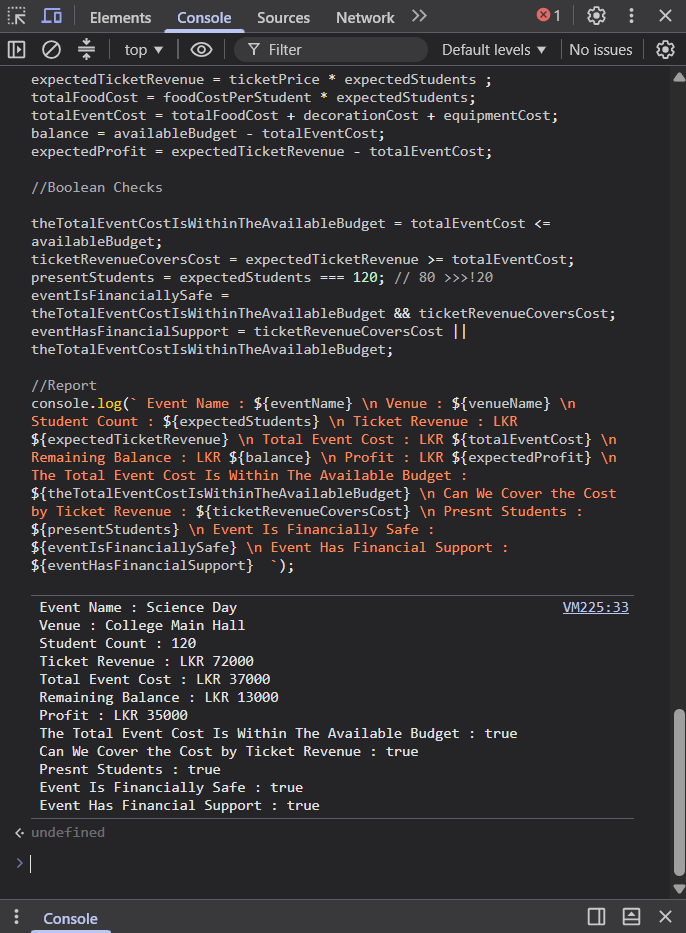 Elements Console Sources Network 1
top Filter Default levels No issues
expectedTicketRevenue = ticketPrice * expectedStudents ;
totalFoodCost = foodCostPerStudent * expectedStudents;
totalEventCost = totalFoodCost + decorationCost + equipmentCost;
balance = availableBudget - totalEventCost;
expectedProfit = expectedTicketRevenue - totalEventCost;
//Boolean Checks
theTotalEventCostIsWithinTheAvailableBudget = totalEventCost <=
availableBudget;
ticketRevenueCoversCost = expectedTicketRevenue >= totalEventCost;
presentStudents = expectedStudents === 120; // 80 >>>!20
eventIsFinanciallySafe =
theTotalEventCostIsWithinTheAvailableBudget && ticketRevenueCoversCost;
eventHasFinancialSupport = ticketRevenueCoversCost ||
theTotalEventCostIsWithinTheAvailableBudget;
//Report
console.log(` Event Name : ${eventName} \n Venue : ${venueName} \n
Student Count : ${expectedStudents} \n Ticket Revenue : LKR
${expectedTicketRevenue} \n Total Event Cost : LKR ${totalEventCost} \n
Remaining Balance : LKR ${balance} \n Profit : LKR ${expectedProfit} \n
The Total Event Cost Is Within The Available Budget :
${theTotalEventCostIsWithinTheAvailableBudget} \n Can We Cover the Cost
by Ticket Revenue : ${ticketRevenueCoversCost} \n Presnt Students :
${presentStudents} \n Event Is Financially Safe :
${eventIsFinanciallySafe} \n Event Has Financial Support :
${eventHasFinancialSupport}  `);
Event Name : Science Day VM225:33
Venue : College Main Hall
Student Count : 120
Ticket Revenue : LKR 72000
Total Event Cost : LKR 37000
Remaining Balance : LKR 13000
Profit : LKR 35000
The Total Event Cost Is Within The Available Budget : true
Can We Cover the Cost by Ticket Revenue : true
Presnt Students : true
Event Is Financially Safe : true
Event Has Financial Support : true
undefined
Console